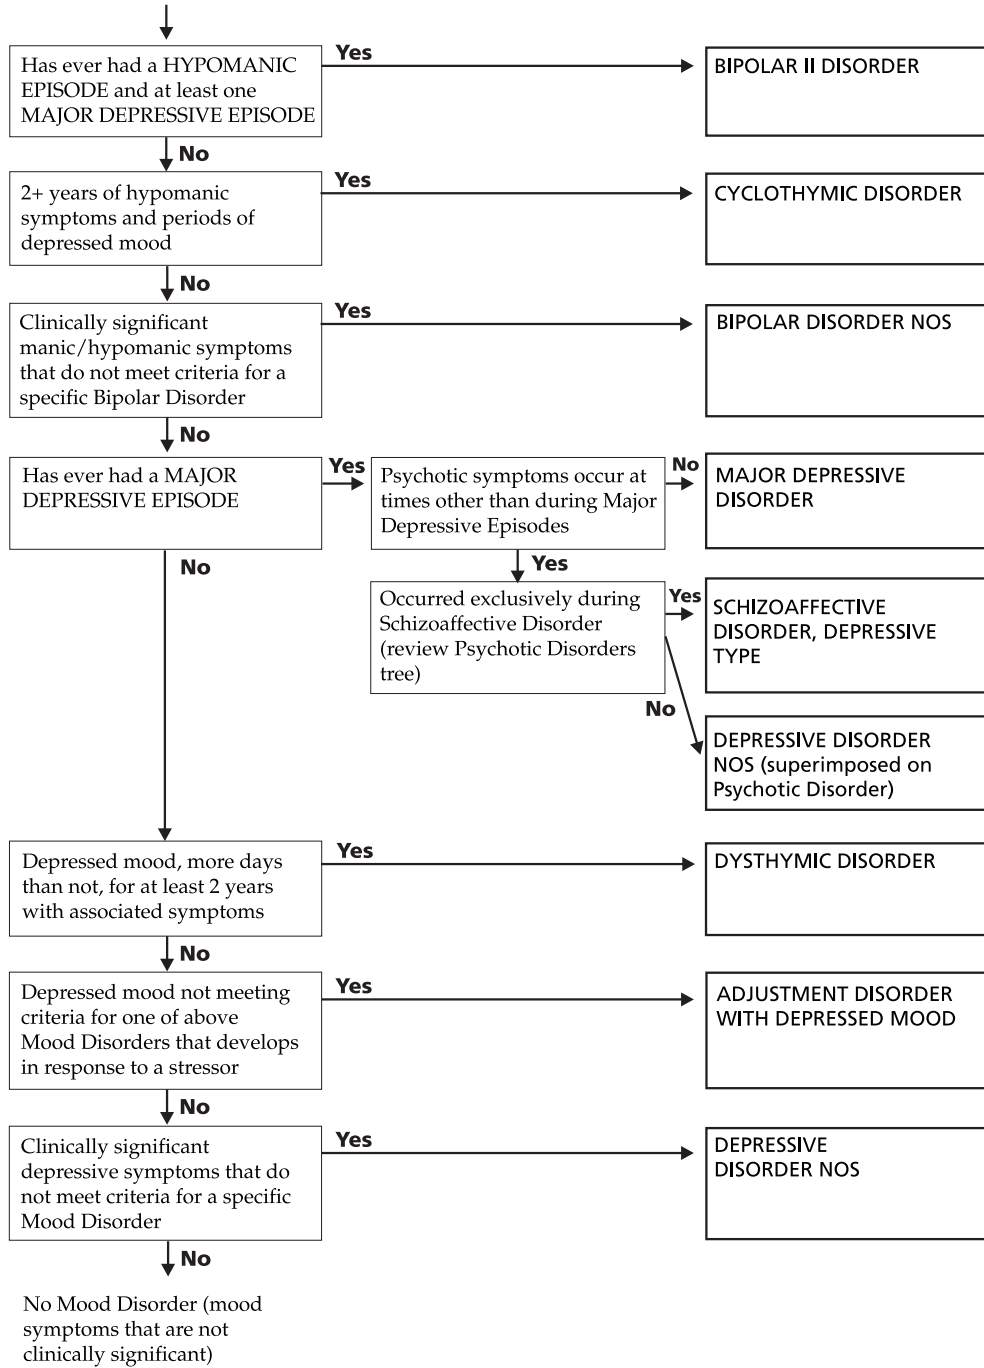 Yes
Has ever had a HYPOMANIC
EPISODE and at least one
MAJOR DEPRESSIVE EPISODE
BIPOLAR II DISORDER
No
Yes
2+ years of hypomanic
symptoms and periods of
depressed mood
CYCLOTHYMIC DISORDER
No
Yes
Clinically significant
manic/hypomanic symptoms
that do not meet criteria for a
specific Bipolar Disorder
BIPOLAR DISORDER NOS
No
Has ever had a MAJOR
DEPRESSIVE EPISODE
Yes
Psychotic symptoms occur at
times other than during Major
Depressive Episodes
No
MAJOR DEPRESSIVE
DISORDER
No
Yes
Occurred exclusively during
Schizoaffective Disorder
(review Psychotic Disorders
tree)
Yes
SCHIZOAFFECTIVE
DISORDER, DEPRESSIVE
TYPE
No
DEPRESSIVE DISORDER
NOS (superimposed on
Psychotic Disorder)
Yes
Depressed mood, more days
than not, for at least 2 years
with associated symptoms
DYSTHYMIC DISORDER
No
Yes
Depressed mood not meeting
criteria for one of above
Mood Disorders that develops
in response to a stressor
ADJUSTMENT DISORDER
WITH DEPRESSED MOOD
No
Yes
Clinically significant
depressive symptoms that do
not meet criteria for a specific
Mood Disorder
DEPRESSIVE
DISORDER NOS
No
No Mood Disorder (mood
symptoms that are not
clinically significant)